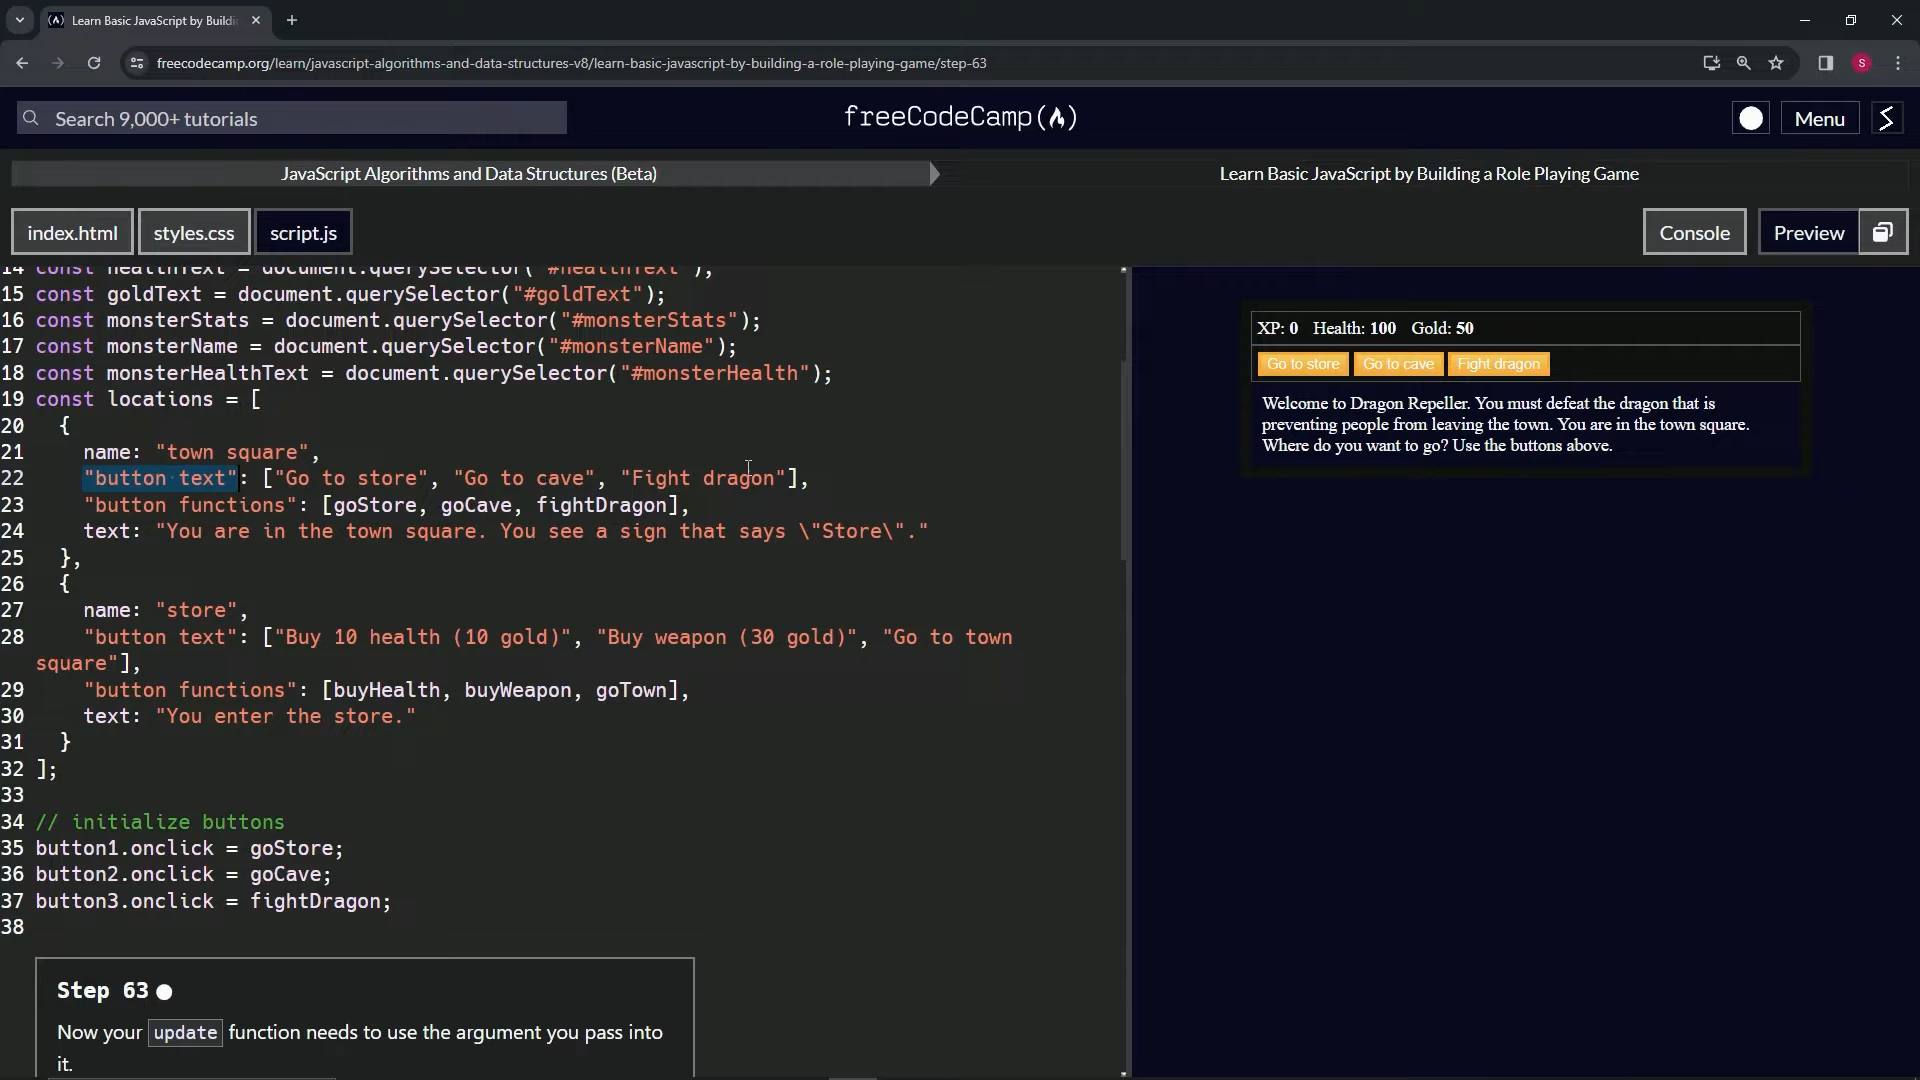 Learn Basic JavaScript by Buildi
freecodecamp.org/learn/javascript-algorithms-and-data-structures-v8/learn-basic-javascript-by-building-a-role-playing-game/step-63
S
Search 9,000+ tutorials
freeCodeCamp
Menu
JavaScript Algorithms and Data Structures (Beta)
Learn Basic JavaScript by Building a Role Playing Game
index.html
styles.css
script.js
Console
Preview
14 const healthText = document.querySelector("#healthText");
15 const goldText = document.querySelector("#goldText");
16 const monsterStats = document.querySelector("#monsterStats");
17 const monsterName = document.querySelector("#monsterName");
18 const monsterHealthText = document.querySelector("#monsterHealth");
19 const locations = [
20 {
21 name: "town square",
22 "button text": ["Go to store", "Go to cave", "Fight dragon"],
23 "button functions": [goStore, goCave, fightDragon],
24 text: "You are in the town square. You see a sign that says \"Store\"."
25 },
26 {
27 name: "store",
28 "button text": ["Buy 10 health (10 gold)", "Buy weapon (30 gold)", "Go to town
square"],
29 "button functions": [buyHealth, buyWeapon, goTown],
30 text: "You enter the store."
31 }
32 ];
33
34 // initialize buttons
35 button1.onclick = goStore;
36 button2.onclick = goCave;
37 button3.onclick = fightDragon;
38
Step 63
Now your update function needs to use the argument you pass into
it.
XP: 0 Health: 100 Gold: 50
Go to store
Go to cave
Fight dragon
Welcome to Dragon Repeller. You must defeat the dragon that is
preventing people from leaving the town. You are in the town square.
Where do you want to go? Use the buttons above.